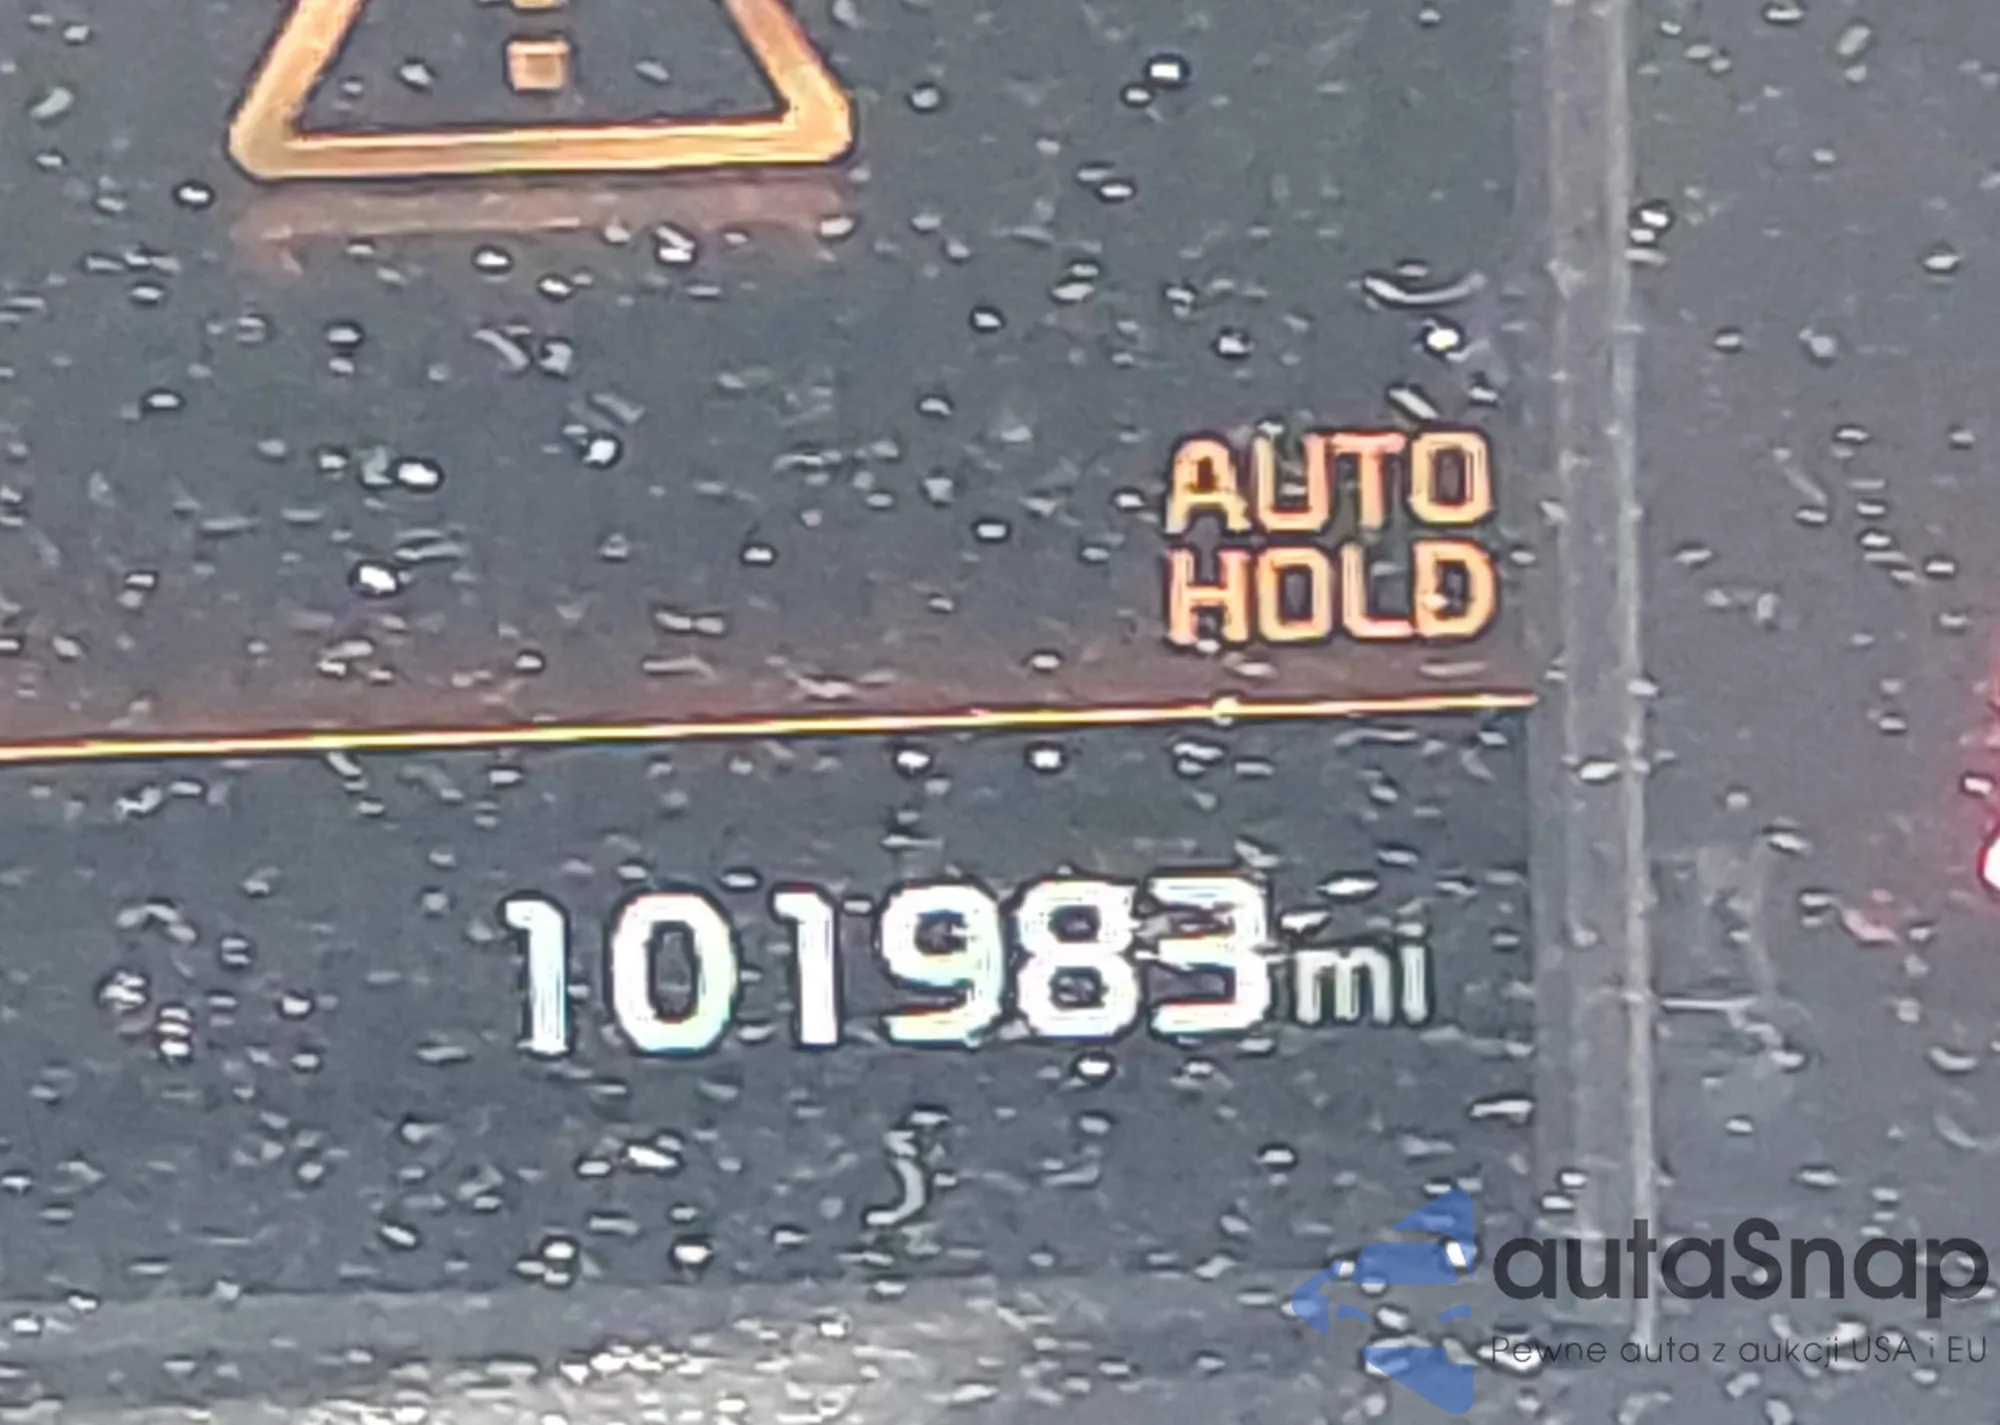 AUTO
HOLD
101983mi
autaSnap
Pewne auta z aukcji USA i EU